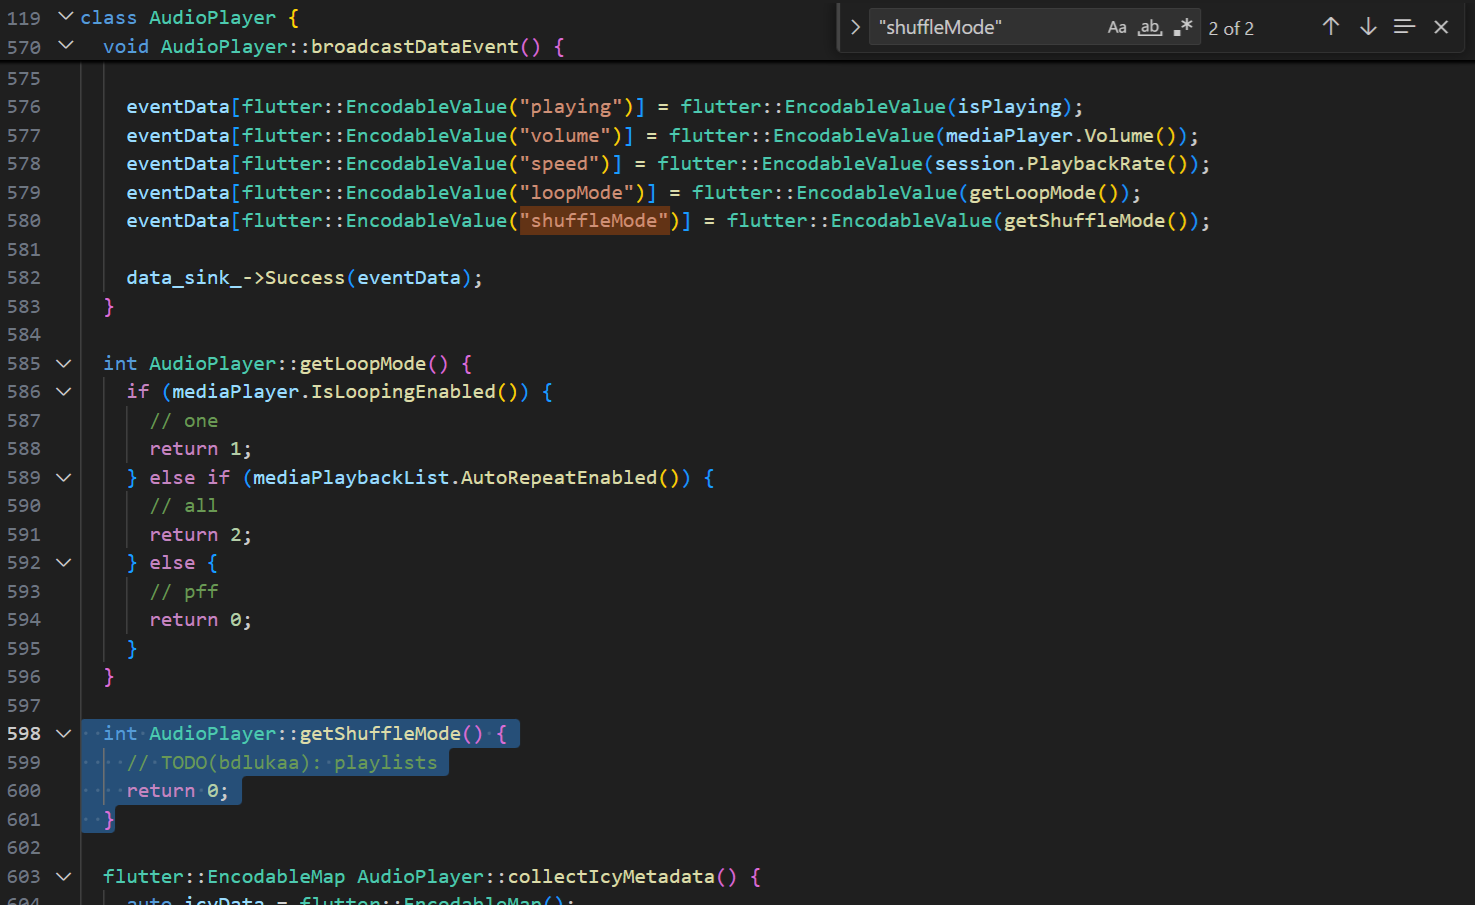 119 class AudioPlayer {
570 void AudioPlayer::broadcastDataEvent() {
"shuffleMode" Aa ab .* 2 of 2
575
576 eventData[flutter::EncodableValue("playing")] = flutter::EncodableValue(isPlaying);
577 eventData[flutter::EncodableValue("volume")] = flutter::EncodableValue(mediaPlayer.Volume());
578 eventData[flutter::EncodableValue("speed")] = flutter::EncodableValue(session.PlaybackRate());
579 eventData[flutter::EncodableValue("loopMode")] = flutter::EncodableValue(getLoopMode());
580 eventData[flutter::EncodableValue("shuffleMode")] = flutter::EncodableValue(getShuffleMode());
581
582 data_sink_->Success(eventData);
583 }
584
585 int AudioPlayer::getLoopMode() {
586 if (mediaPlayer.IsLoopingEnabled()) {
587 // one
588 return 1;
589 } else if (mediaPlaybackList.AutoRepeatEnabled()) {
590 // all
591 return 2;
592 } else {
593 // pff
594 return 0;
595 }
596 }
597
598 int AudioPlayer::getShuffleMode() {
599 // TODO(bdlukaa): playlists
600 return 0;
601 }
602
603 flutter::EncodableMap AudioPlayer::collectIcyMetadata() {
604 auto icyData = flutter::EncodableMap();